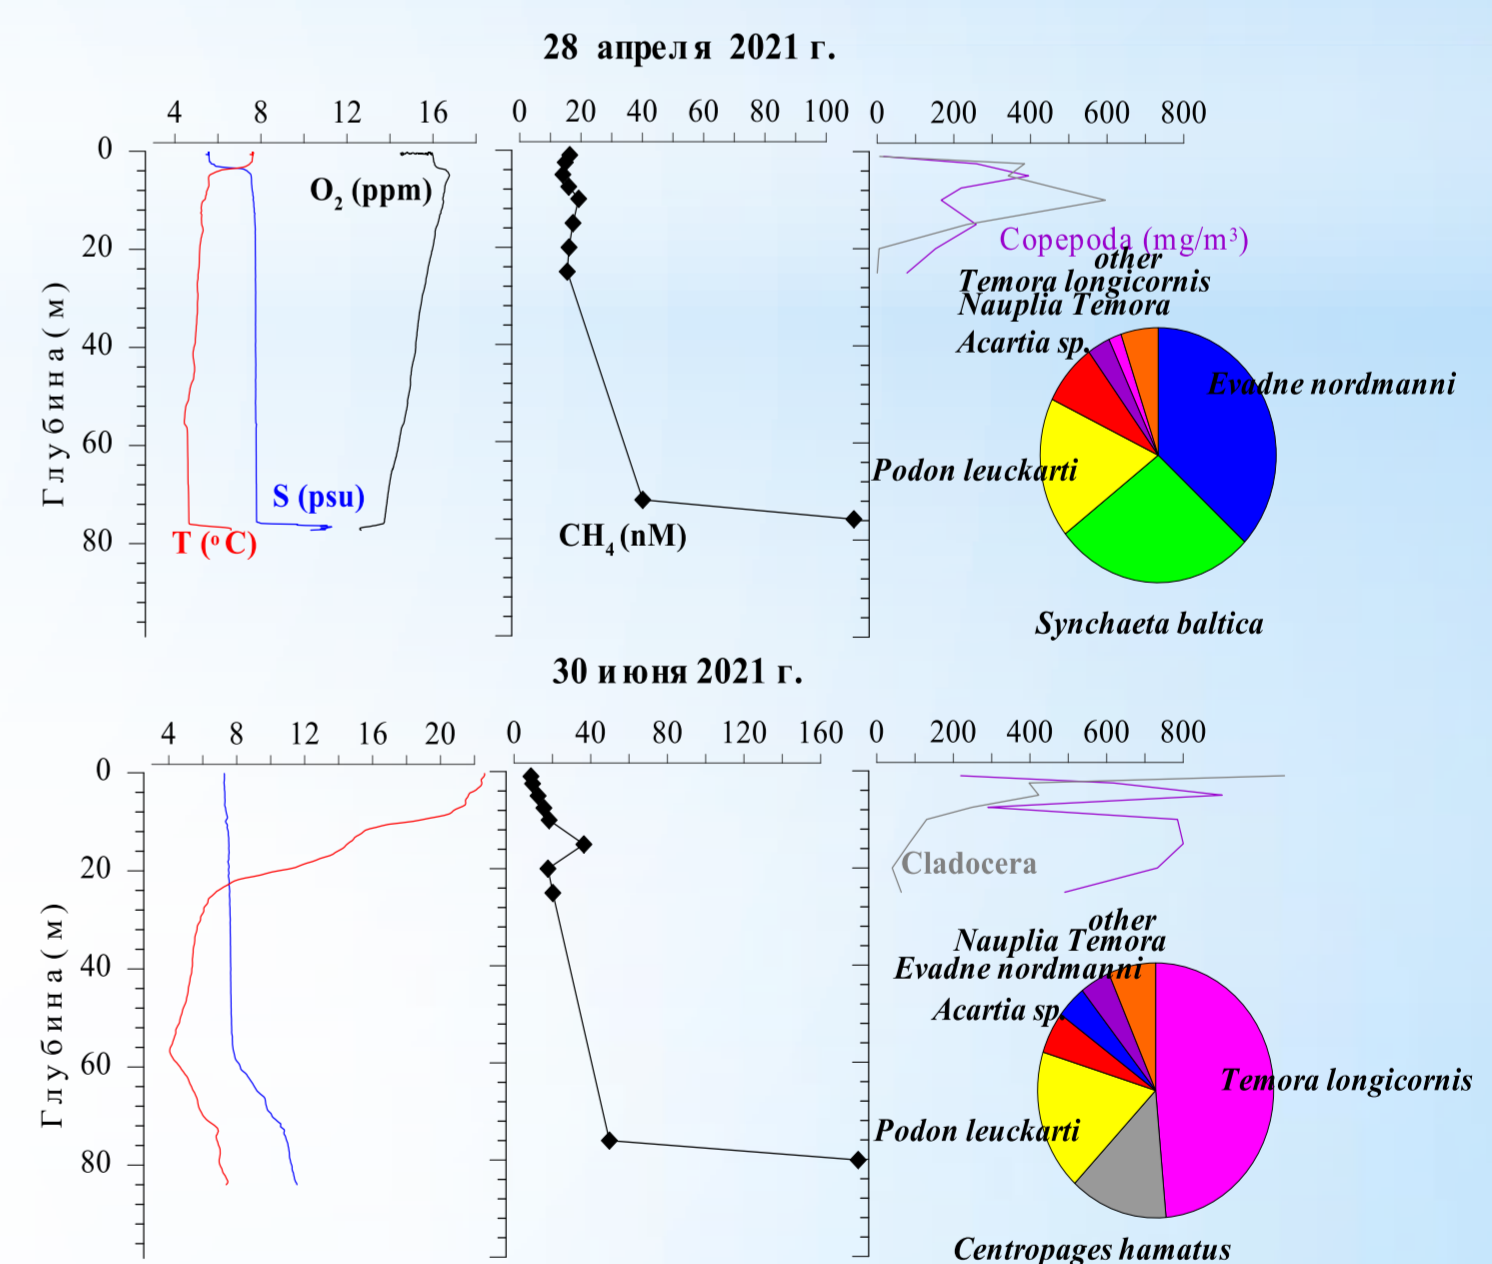 28 апреля 2021 г.
4 8 12 16
0 20 40 60 80 100
0 200 400 600 800
0
20
40
60
80
Глубина(м)
O2 (ppm)
S (psu)
T (°C)
CH4 (nM)
Copepoda (mg/m³)
other
Temora longicornis
Nauplia Temora
Acartia sp.
Evadne nordmanni
Podon leuckarti
Synchaeta baltica
30 июня 2021 г.
4 8 12 16 20
0 40 80 120 160
0 200 400 600 800
0
20
40
60
80
Глубина(м)
Cladocera
other
Nauplia Temora
Evadne nordmanni
Acartia sp.
Temora longicornis
Podon leuckarti
Centropages hamatus